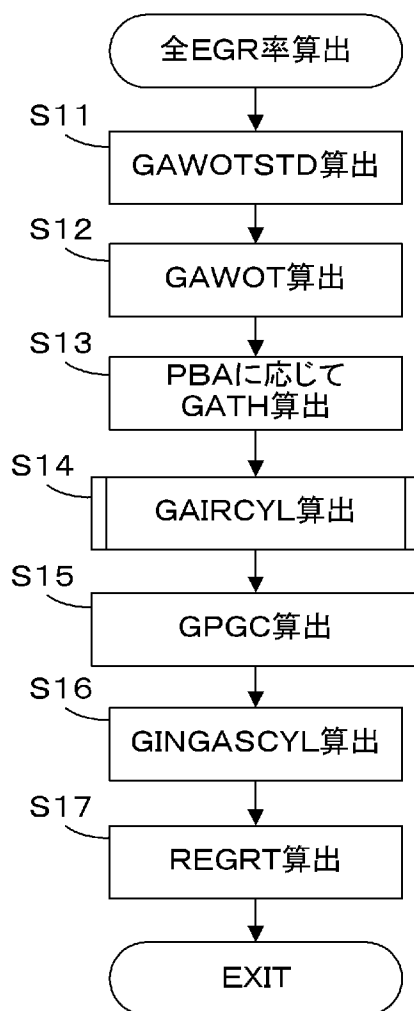 全EGR率算出
S11
GAWOTSTD算出
S12
GAWOT算出
S13
PBAに応じて
GATH算出
S14
GAIRCYL算出
S15
GPGC算出
S16
GINGASCYL算出
S17
REGRT算出
EXIT